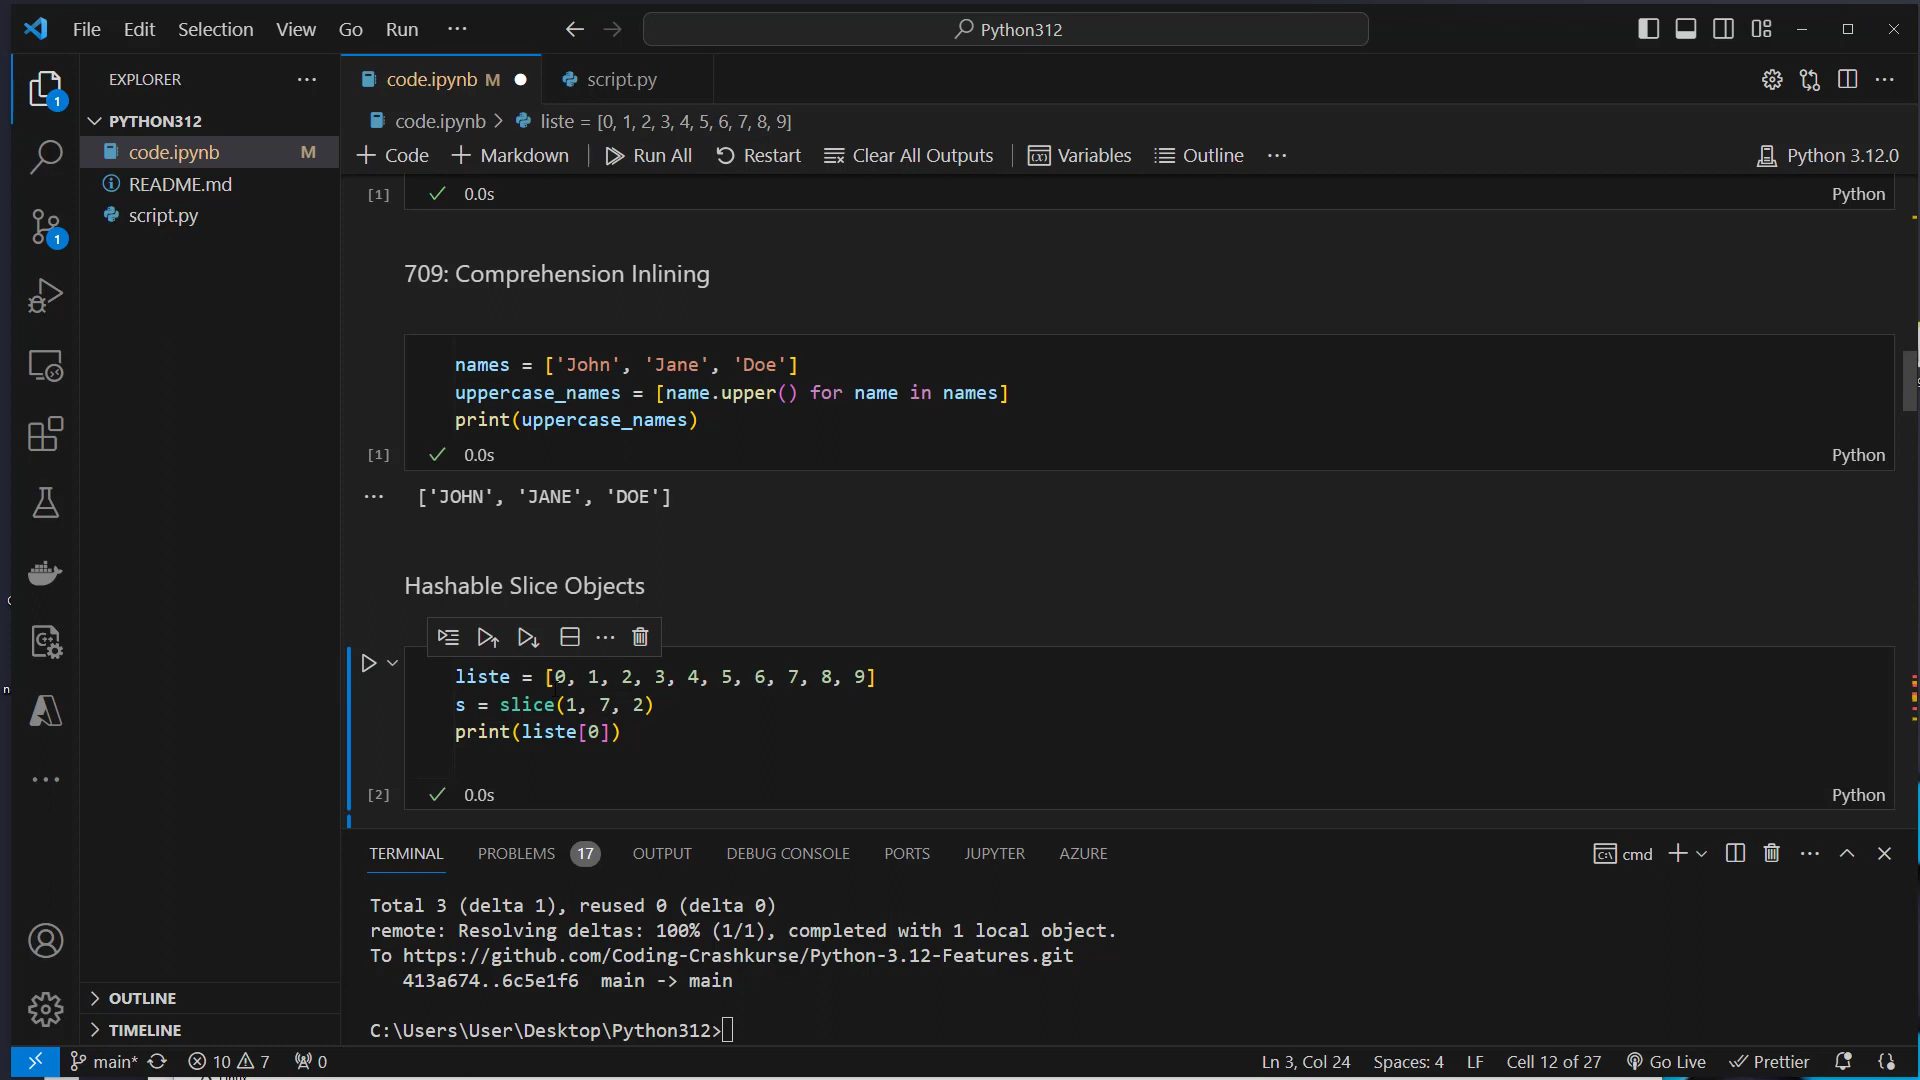 File Edit Selection View Go Run ···
Python312
EXPLORER ···
code.ipynb M
script.py
PYTHON312
code.ipynb > liste = [0, 1, 2, 3, 4, 5, 6, 7, 8, 9]
code.ipynb M
+ Code + Markdown Run All Restart Clear All Outputs Variables Outline ··· Python 3.12.0
README.md
script.py
[1] 0.0s Python
709: Comprehension Inlining
names = ['John', 'Jane', 'Doe']
uppercase_names = [name.upper() for name in names]
print(uppercase_names)
[1] 0.0s Python
··· ['JOHN', 'JANE', 'DOE']
Hashable Slice Objects
liste = [0, 1, 2, 3, 4, 5, 6, 7, 8, 9]
s = slice(1, 7, 2)
print(liste[0])
[2] 0.0s Python
TERMINAL PROBLEMS 17 OUTPUT DEBUG CONSOLE PORTS JUPYTER AZURE cmd
Total 3 (delta 1), reused 0 (delta 0)
remote: Resolving deltas: 100% (1/1), completed with 1 local object.
To https://github.com/Coding-Crashkurse/Python-3.12-Features.git
413a674..6c5e1f6 main -> main
C:\Users\User\Desktop\Python312>
1
1
OUTLINE
TIMELINE
main* 10 7 0 Ln 3, Col 24 Spaces: 4 LF Cell 12 of 27 Go Live Prettier